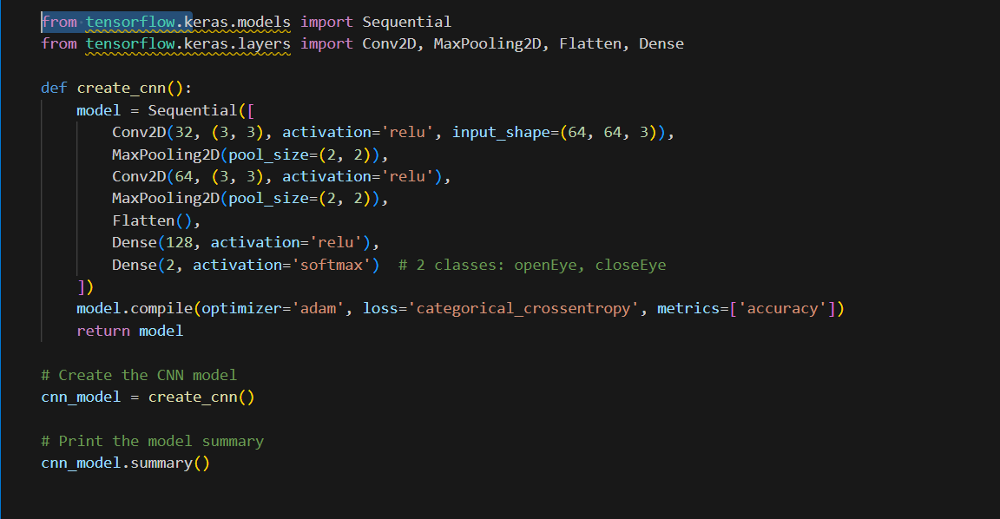 from tensorflow.keras.models import Sequential
from tensorflow.keras.layers import Conv2D, MaxPooling2D, Flatten, Dense

def create_cnn():
    model = Sequential([
        Conv2D(32, (3, 3), activation='relu', input_shape=(64, 64, 3)),
        MaxPooling2D(pool_size=(2, 2)),
        Conv2D(64, (3, 3), activation='relu'),
        MaxPooling2D(pool_size=(2, 2)),
        Flatten(),
        Dense(128, activation='relu'),
        Dense(2, activation='softmax')  # 2 classes: openEye, closeEye
    ])
    model.compile(optimizer='adam', loss='categorical_crossentropy', metrics=['accuracy'])
    return model

# Create the CNN model
cnn_model = create_cnn()

# Print the model summary
cnn_model.summary()